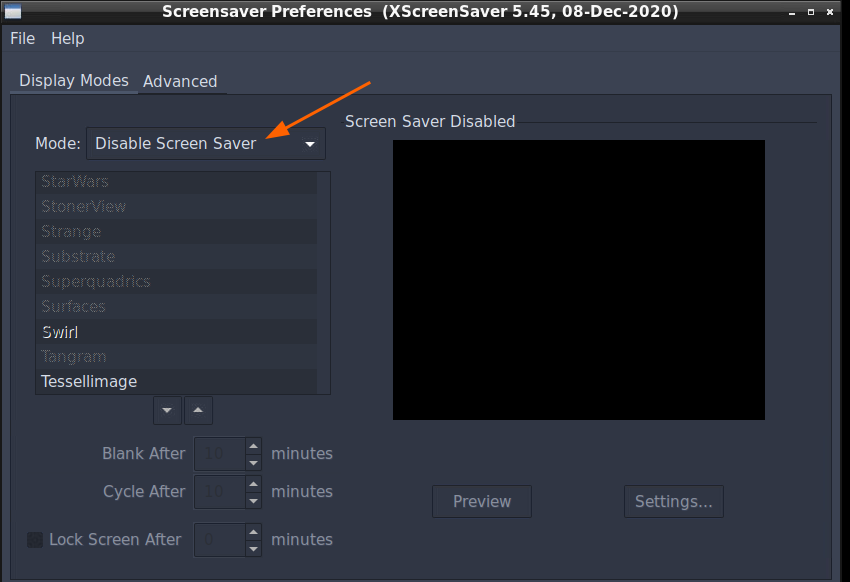 Screensaver Preferences (XScreenSaver 5.45, 08-Dec-2020)
File Help
Display Modes Advanced
Mode: Disable Screen Saver
Screen Saver Disabled
StarWars
StonerView
Strange
Substrate
Superquadrics
Surfaces
Swirl
Tangram
Tessellimage
Blank After 10 minutes
Cycle After 10 minutes
Preview Settings...
Lock Screen After 0 minutes